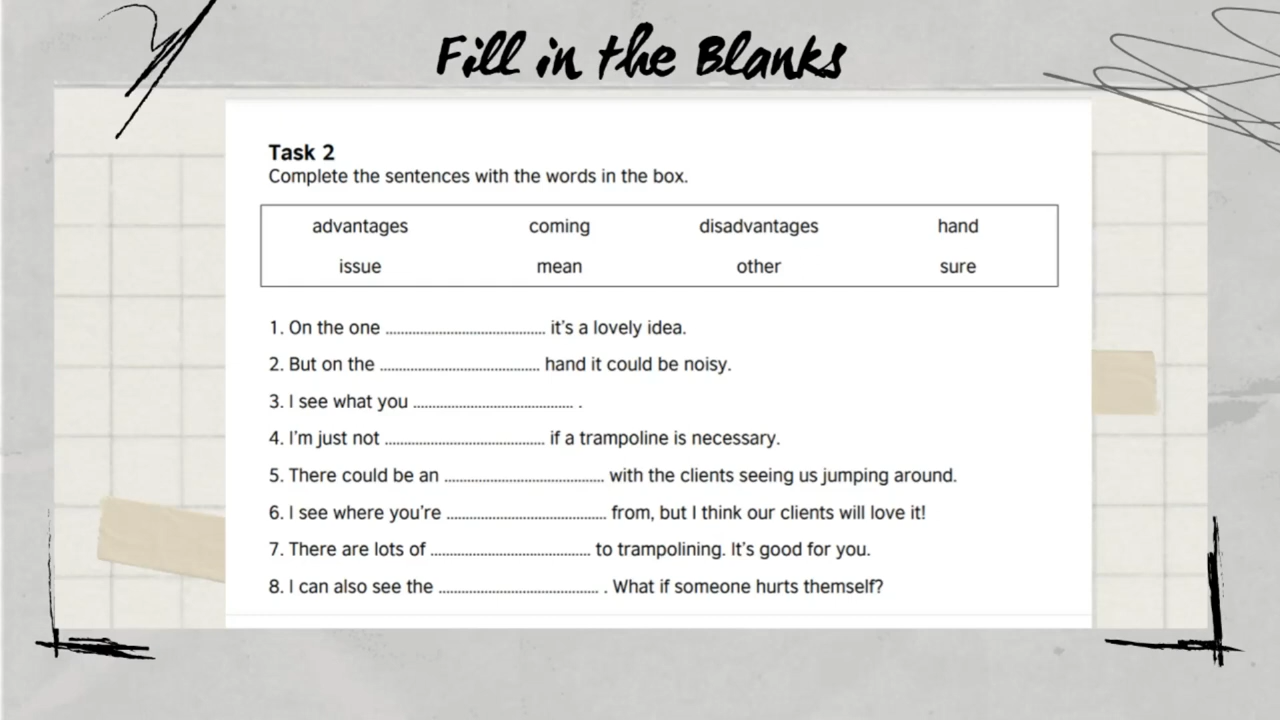 Fill in the Blanks
Task 2
Complete the sentences with the words in the box.
advantages coming disadvantages hand
issue mean other sure
1. On the one ........................................ it's a lovely idea.
2. But on the ........................................ hand it could be noisy.
3. I see what you ........................................ .
4. I'm just not ........................................ if a trampoline is necessary.
5. There could be an ........................................ with the clients seeing us jumping around.
6. I see where you're ........................................ from, but I think our clients will love it!
7. There are lots of ........................................ to trampolining. It's good for you.
8. I can also see the ........................................ . What if someone hurts themself?